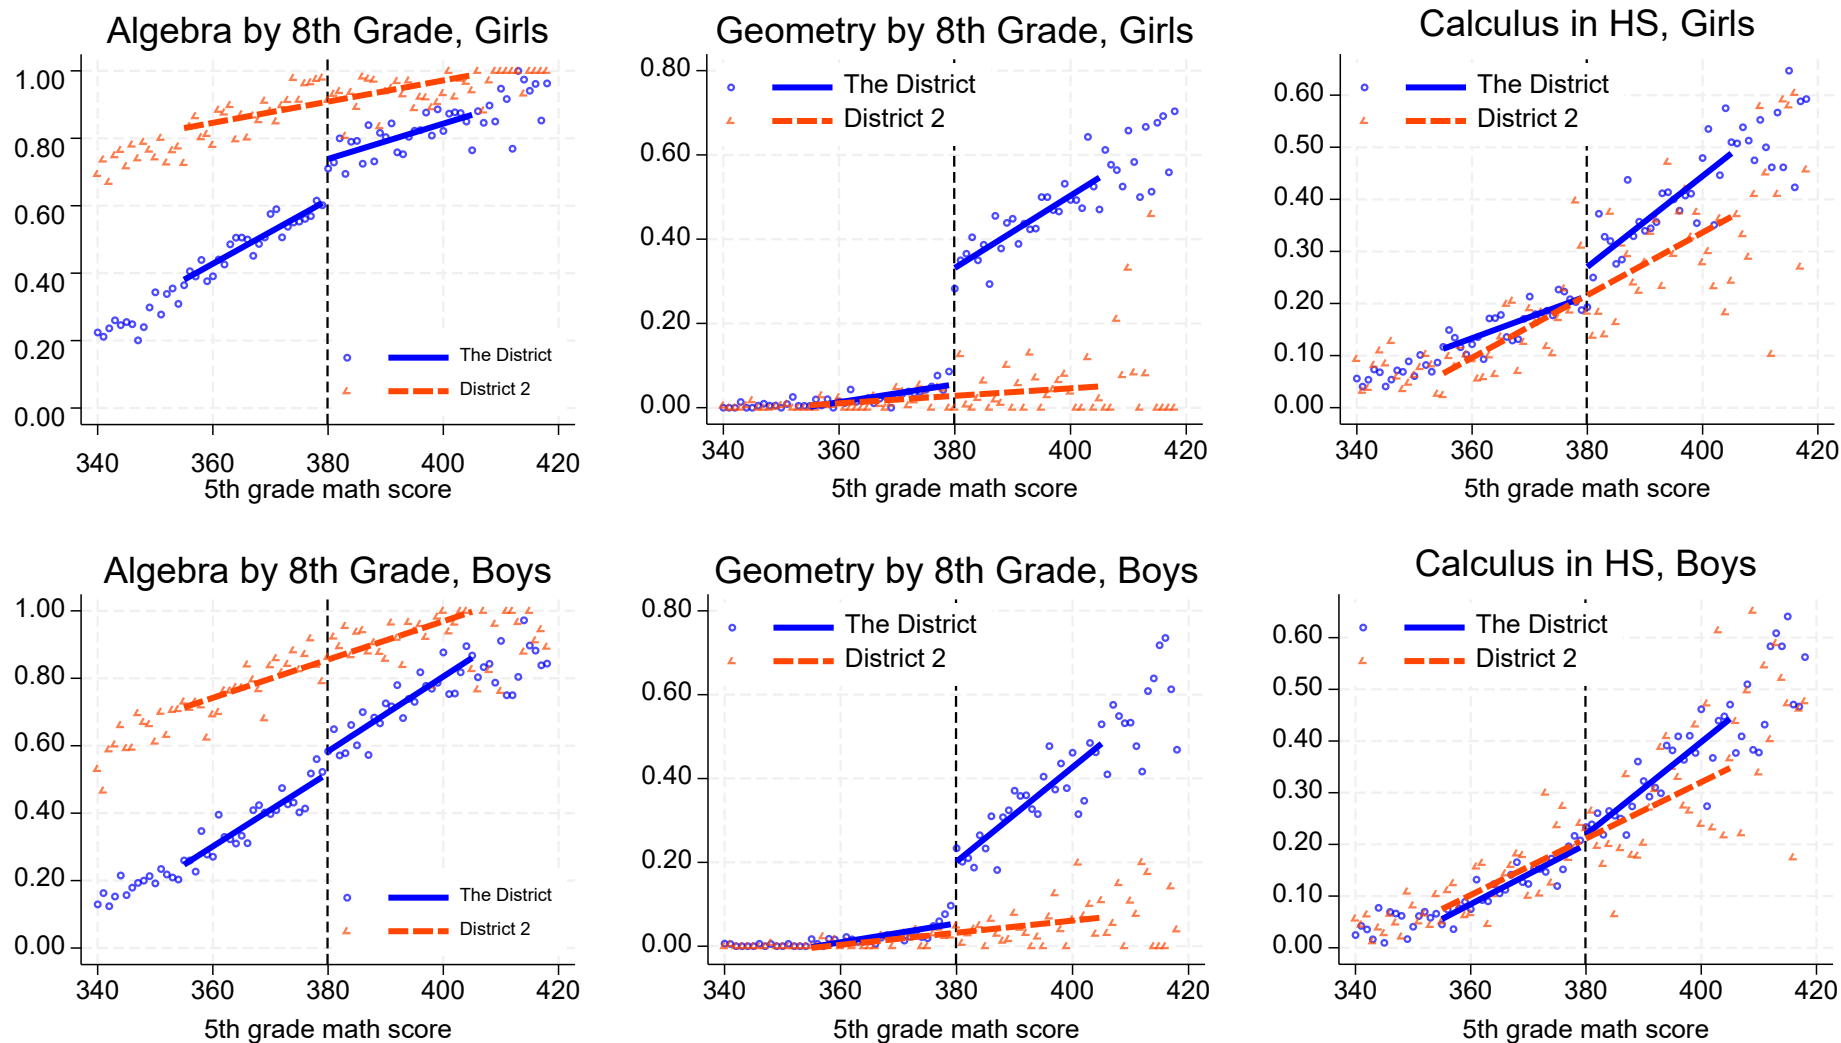 Algebra by 8th Grade, Girls
1.00
0.80
0.60
0.40
0.20
0.00
The District
District 2
340 360 380 400 420
5th grade math score
Geometry by 8th Grade, Girls
0.80
0.60
0.40
0.20
0.00
The District
District 2
340 360 380 400 420
5th grade math score
Calculus in HS, Girls
0.60
0.50
0.40
0.30
0.20
0.10
0.00
The District
District 2
340 360 380 400 420
5th grade math score
Algebra by 8th Grade, Boys
1.00
0.80
0.60
0.40
0.20
0.00
The District
District 2
340 360 380 400 420
5th grade math score
Geometry by 8th Grade, Boys
0.80
0.60
0.40
0.20
0.00
The District
District 2
340 360 380 400 420
5th grade math score
Calculus in HS, Boys
0.60
0.50
0.40
0.30
0.20
0.10
0.00
The District
District 2
340 360 380 400 420
5th grade math score